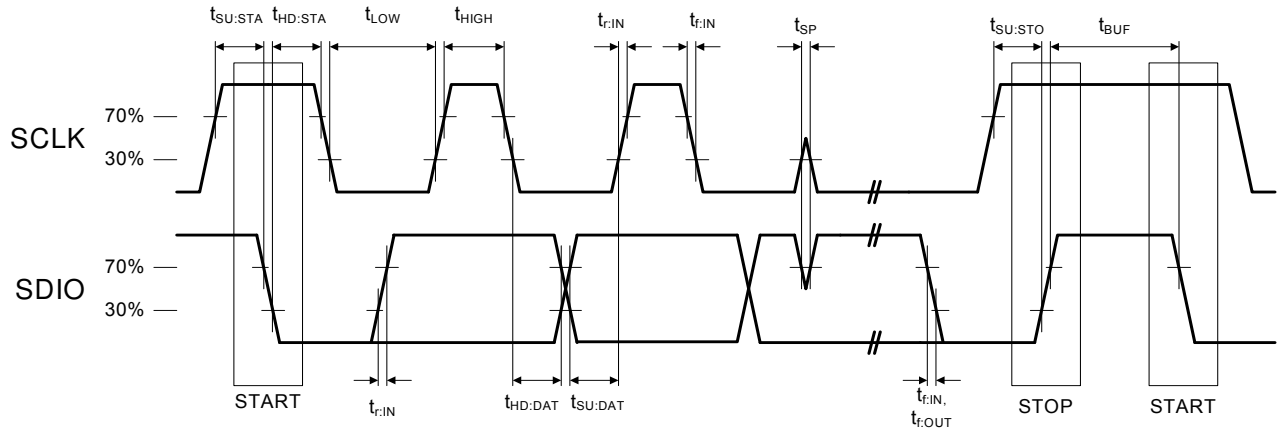 tSU:STA tHD:STA tLOW tHIGH tr:IN tf:IN tSP tSU:STO tBUF
SCLK
70%
30%
SDIO
70%
30%
START
tr:IN
tHD:DAT tSU:DAT
tf:IN,
tf:OUT
STOP
START